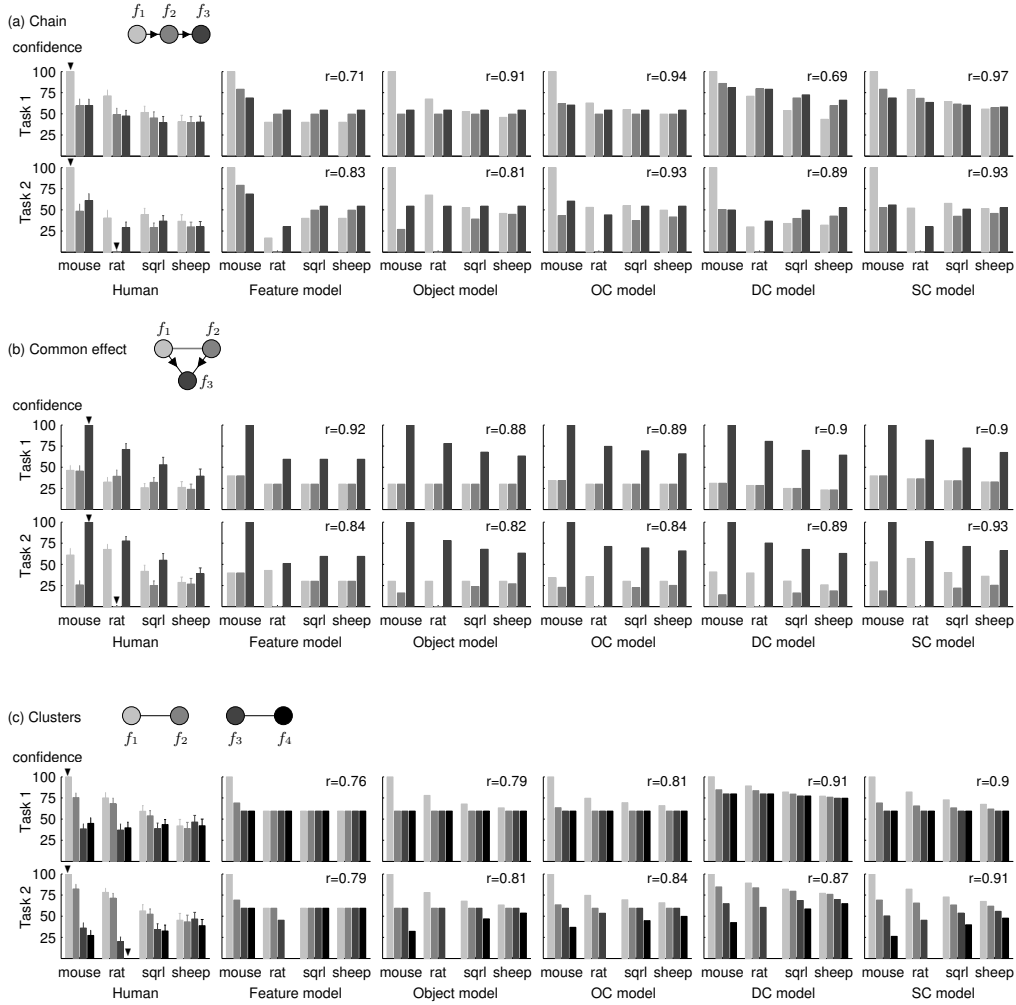 (a) Chain
f1 f2 f3
confidence
Task 1
100
75
50
25
r=0.71
r=0.91
r=0.94
r=0.69
r=0.97
Task 2
100
75
50
25
r=0.83
r=0.81
r=0.93
r=0.89
r=0.93
mouse rat sqrl sheep mouse rat sqrl sheep mouse rat sqrl sheep mouse rat sqrl sheep mouse rat sqrl sheep mouse rat sqrl sheep
Human Feature model Object model OC model DC model SC model
(b) Common effect
f1 f2
f3
confidence
Task 1
100
75
50
25
r=0.92
r=0.88
r=0.89
r=0.9
r=0.9
Task 2
100
75
50
25
r=0.84
r=0.82
r=0.84
r=0.89
r=0.93
mouse rat sqrl sheep mouse rat sqrl sheep mouse rat sqrl sheep mouse rat sqrl sheep mouse rat sqrl sheep mouse rat sqrl sheep
Human Feature model Object model OC model DC model SC model
(c) Clusters
f1 f2 f3 f4
confidence
Task 1
100
75
50
25
r=0.76
r=0.79
r=0.81
r=0.91
r=0.9
Task 2
100
75
50
25
r=0.79
r=0.81
r=0.84
r=0.87
r=0.91
mouse rat sqrl sheep mouse rat sqrl sheep mouse rat sqrl sheep mouse rat sqrl sheep mouse rat sqrl sheep mouse rat sqrl sheep
Human Feature model Object model OC model DC model SC model